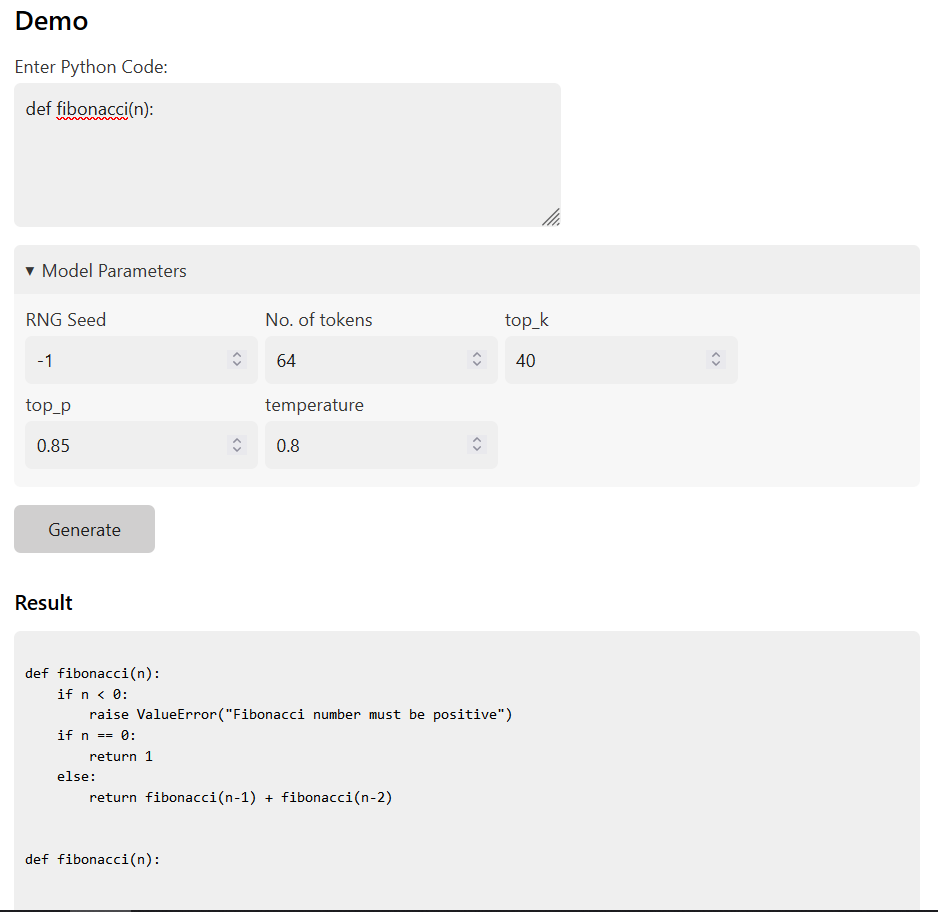 Demo
Enter Python Code:
def fibonacci(n):
▼ Model Parameters
RNG Seed No. of tokens top_k
-1 64 40
top_p temperature
0.85 0.8
Generate
Result
def fibonacci(n):
    if n < 0:
        raise ValueError("Fibonacci number must be positive")
    if n == 0:
        return 1
    else:
        return fibonacci(n-1) + fibonacci(n-2)
def fibonacci(n):